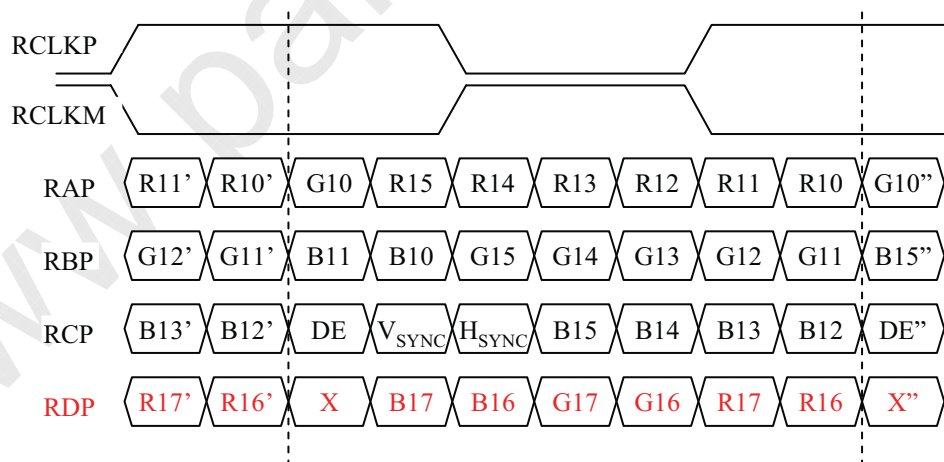 RCLKP
RCLKM
RAP R11’ R10’ G10 R15 R14 R13 R12 R11 R10 G10”
RBP G12’ G11’ B11 B10 G15 G14 G13 G12 G11 B15”
RCP B13’ B12’ DE VSYNC HSYNC B15 B14 B13 B12 DE”
RDP R17’ R16’ X B17 B16 G17 G16 R17 R16 X”